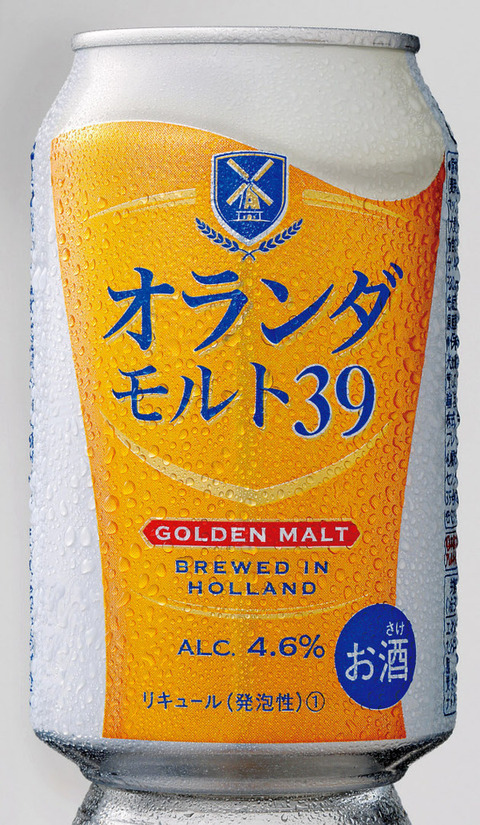 オランダ
モルト39
GOLDEN MALT
BREWED IN
HOLLAND
ALC. 4.6%
さけ
お酒
リキュール(発泡性)①